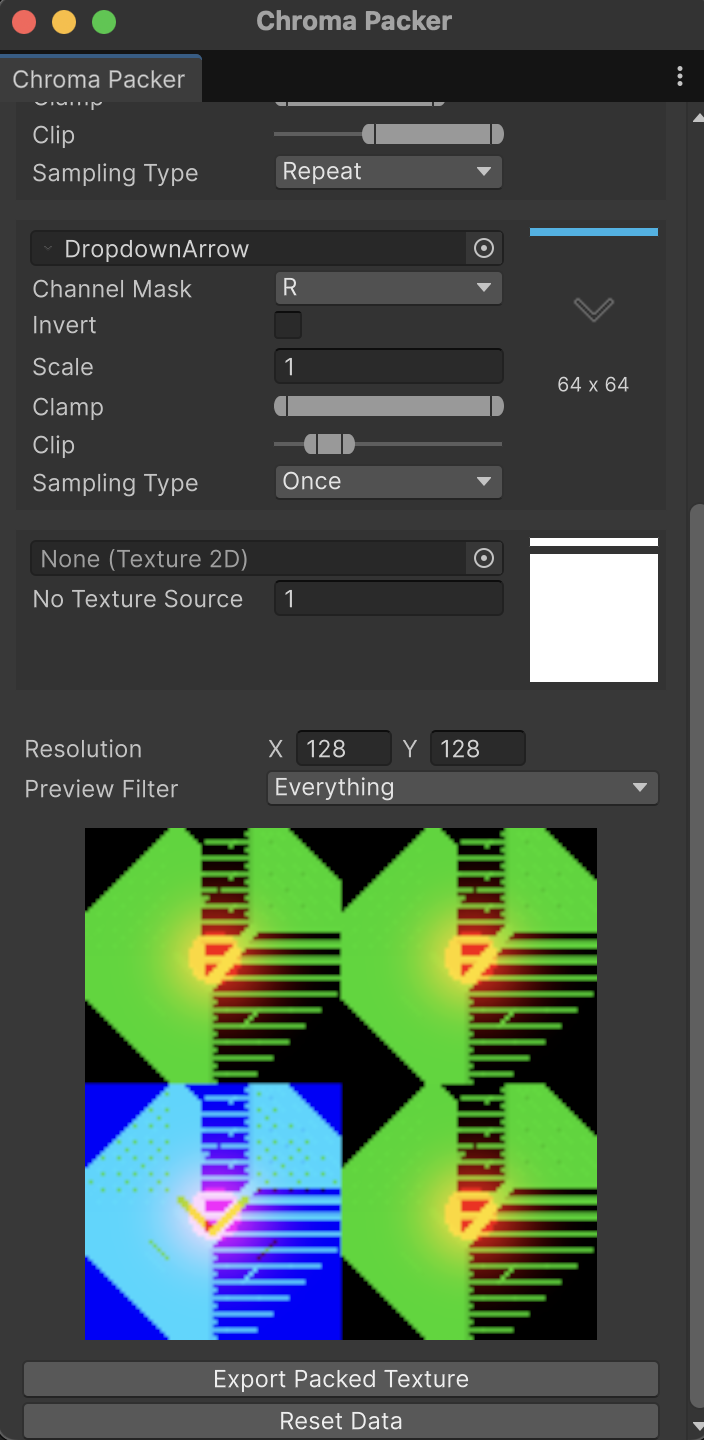 Chroma Packer
Chroma Packer
Clamp
Clip
Sampling Type Repeat
DropdownArrow
Channel Mask R
Invert
Scale 1
Clamp
64 x 64
Clip
Sampling Type Once
None (Texture 2D)
No Texture Source 1
Resolution X 128 Y 128
Preview Filter Everything
Export Packed Texture
Reset Data